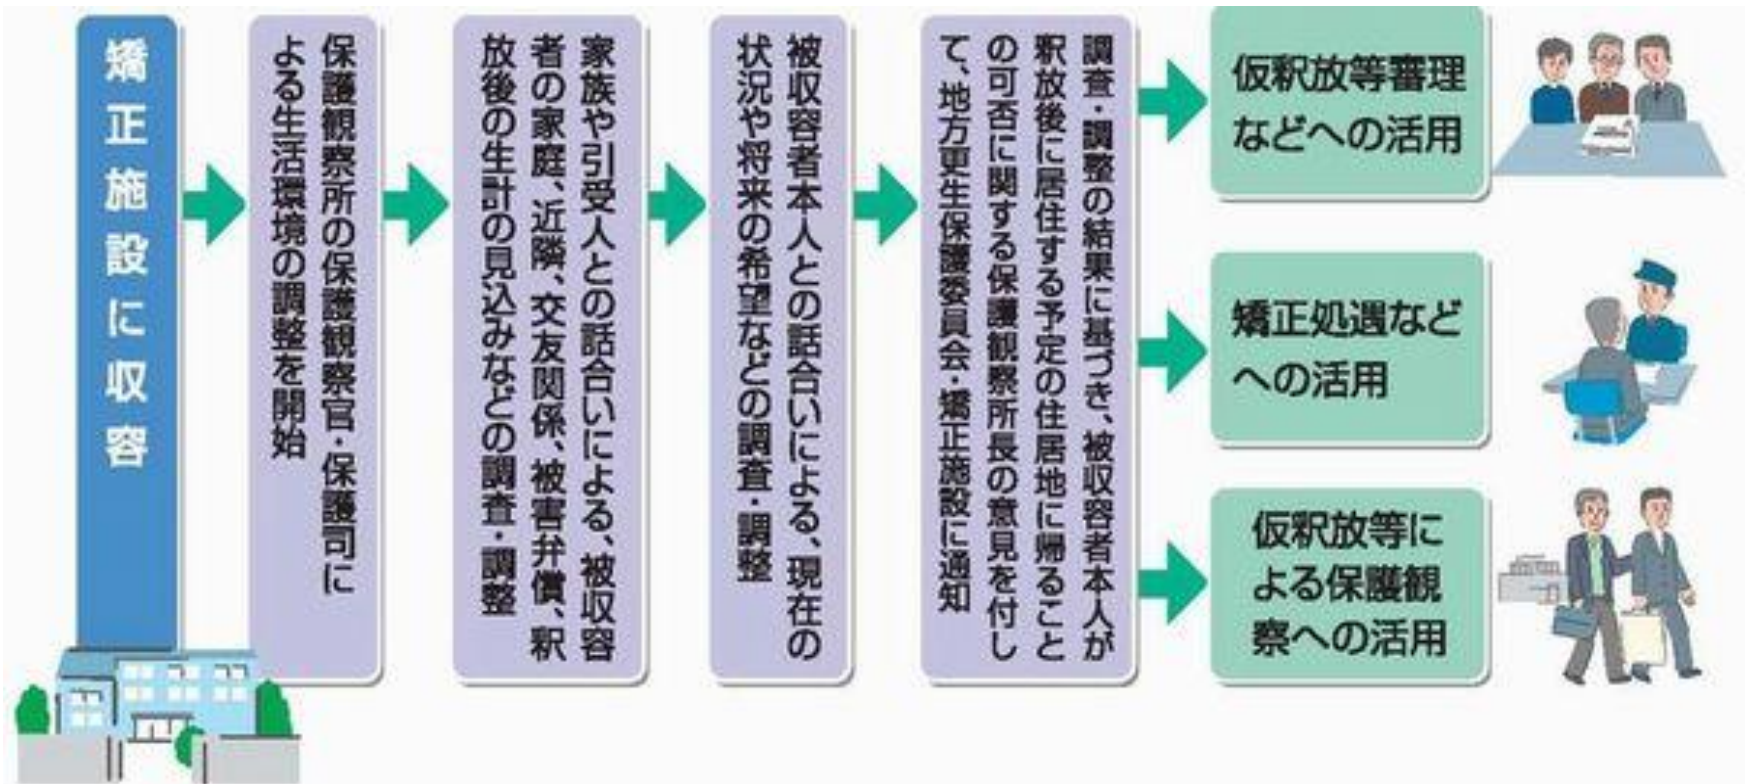 矯正施設に収容
保護観察所の保護観察官・保護司に
よる生活環境の調整を開始
家族や引受人との話合いによる、被収容
者の家庭、近隣、交友関係、被害弁償、釈
放後の生計の見込みなどの調査・調整
被収容者本人との話合いによる、現在の
状況や将来の希望などの調査・調整
調査・調整の結果に基づき、被収容者本人が
釈放後に居住する予定の住居地に帰ること
の可否に関する保護観察所長の意見を付し
て、地方更生保護委員会・矯正施設に通知
仮釈放等審理
などへの活用
矯正処遇など
への活用
仮釈放等に
よる保護観
察への活用